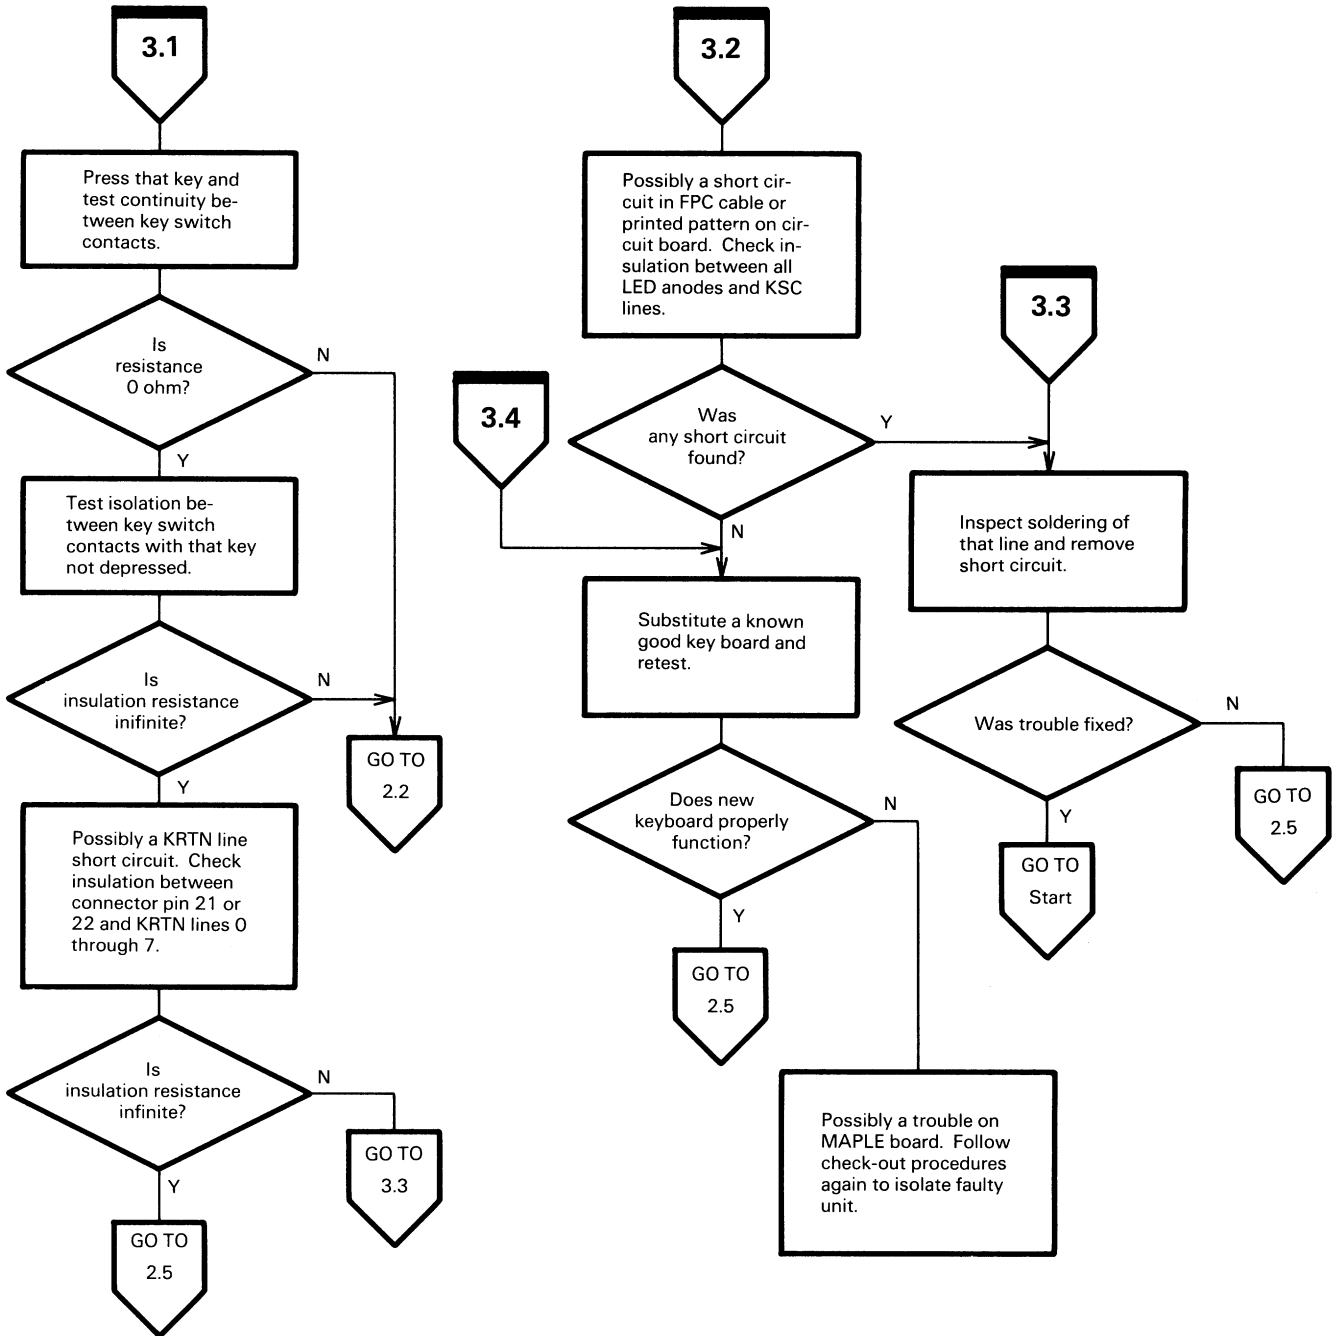 3.1
Press that key and
test continuity be-
tween key switch
contacts.
Is
resistance
0 ohm?
N
Y
Test isolation be-
tween key switch
contacts with that key
not depressed.
Is
insulation resistance
inifinite?
N
GO TO
2.2
Y
Possibly a KRTN line
short circuit. Check
insulation between
connector pin 21 or
22 and KRTN lines 0
through 7.
Is
insulation resistance
infinite?
N
GO TO
3.3
Y
GO TO
2.5
3.2
Possibly a short cir-
cuit in FPC cable or
printed pattern on cir-
cuit board. Check in-
sulation between all
LED anodes and KSC
lines.
3.4
Was
any short circuit
found?
Y
N
Substitute a known
good key board and
retest.
Does new
keyboard properly
function?
N
Y
GO TO
2.5
Possibly a trouble on
MAPLE board. Follow
check-out procedures
again to isolate faulty
unit.
3.3
Inspect soldering of
that line and remove
short circuit.
Was trouble fixed?
N
GO TO
2.5
Y
GO TO
Start